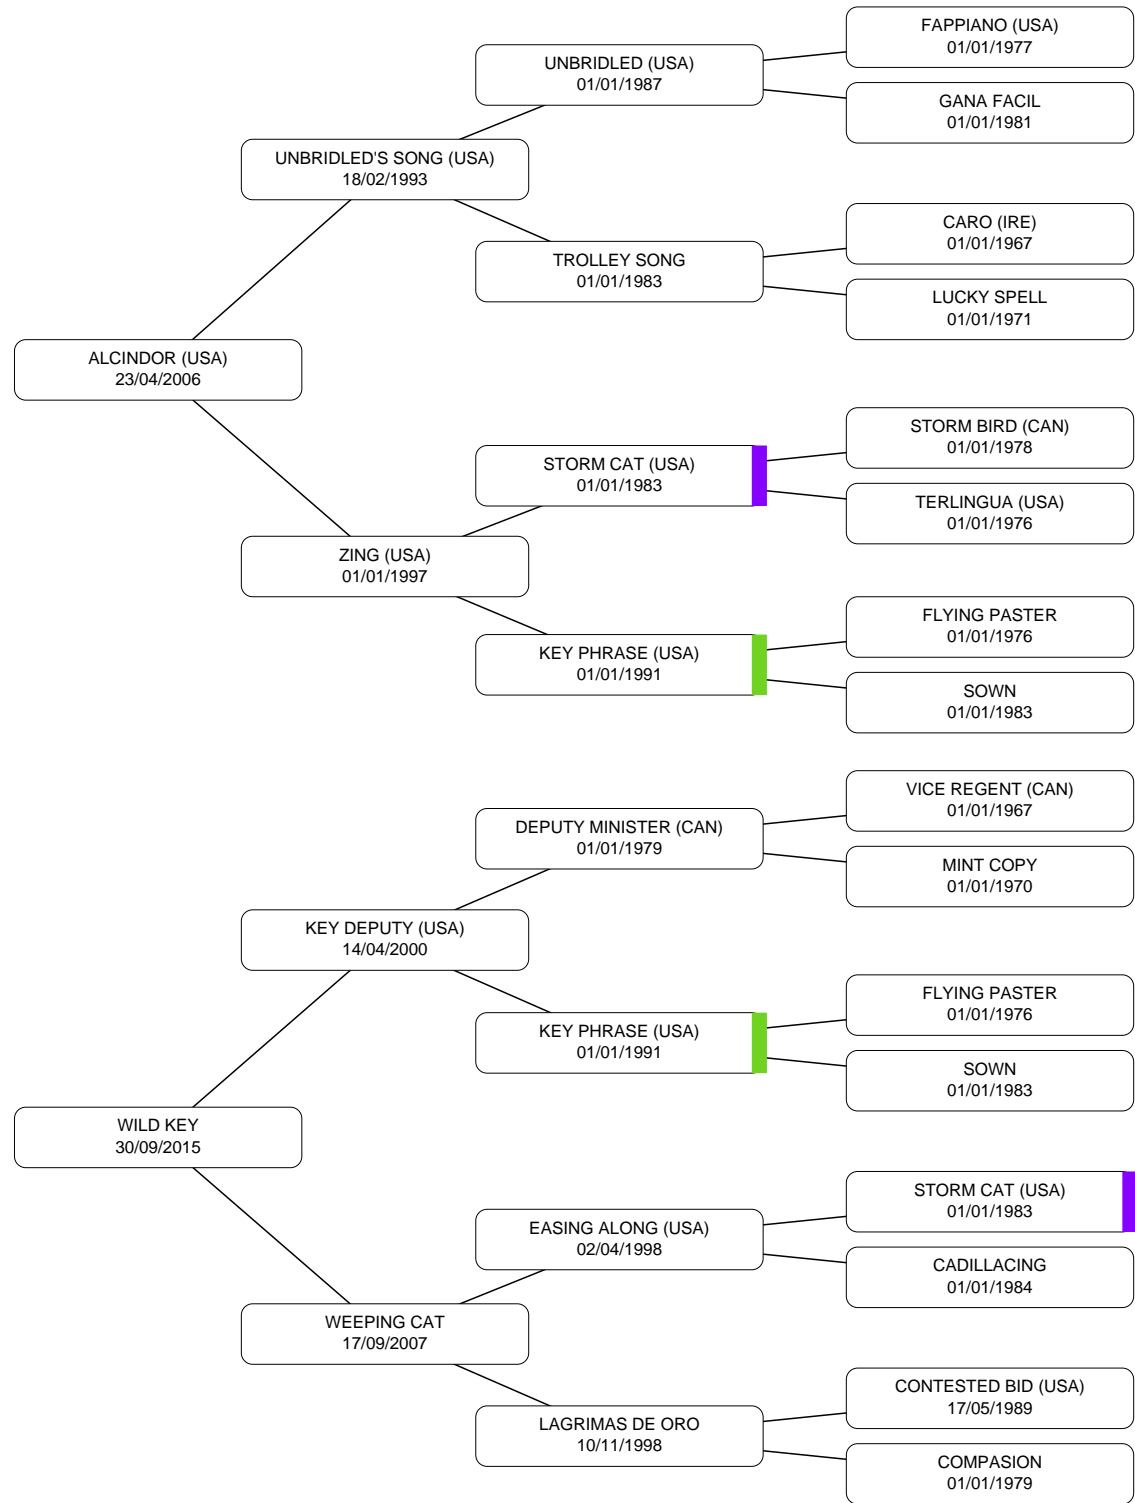 FAPPIANO (USA)
01/01/1977
UNBRIDLED (USA)
01/01/1987
GANA FACIL
01/01/1981
UNBRIDLED'S SONG (USA)
18/02/1993
CARO (IRE)
01/01/1967
TROLLEY SONG
01/01/1983
LUCKY SPELL
01/01/1971
ALCINDOR (USA)
23/04/2006
STORM BIRD (CAN)
01/01/1978
STORM CAT (USA)
01/01/1983
TERLINGUA (USA)
01/01/1976
ZING (USA)
01/01/1997
FLYING PASTER
01/01/1976
KEY PHRASE (USA)
01/01/1991
SOWN
01/01/1983
VICE REGENT (CAN)
01/01/1967
DEPUTY MINISTER (CAN)
01/01/1979
MINT COPY
01/01/1970
KEY DEPUTY (USA)
14/04/2000
FLYING PASTER
01/01/1976
KEY PHRASE (USA)
01/01/1991
SOWN
01/01/1983
WILD KEY
30/09/2015
STORM CAT (USA)
01/01/1983
EASING ALONG (USA)
02/04/1998
CADILLACING
01/01/1984
WEEPING CAT
17/09/2007
CONTESTED BID (USA)
17/05/1989
LAGRIMAS DE ORO
10/11/1998
COMPASION
01/01/1979